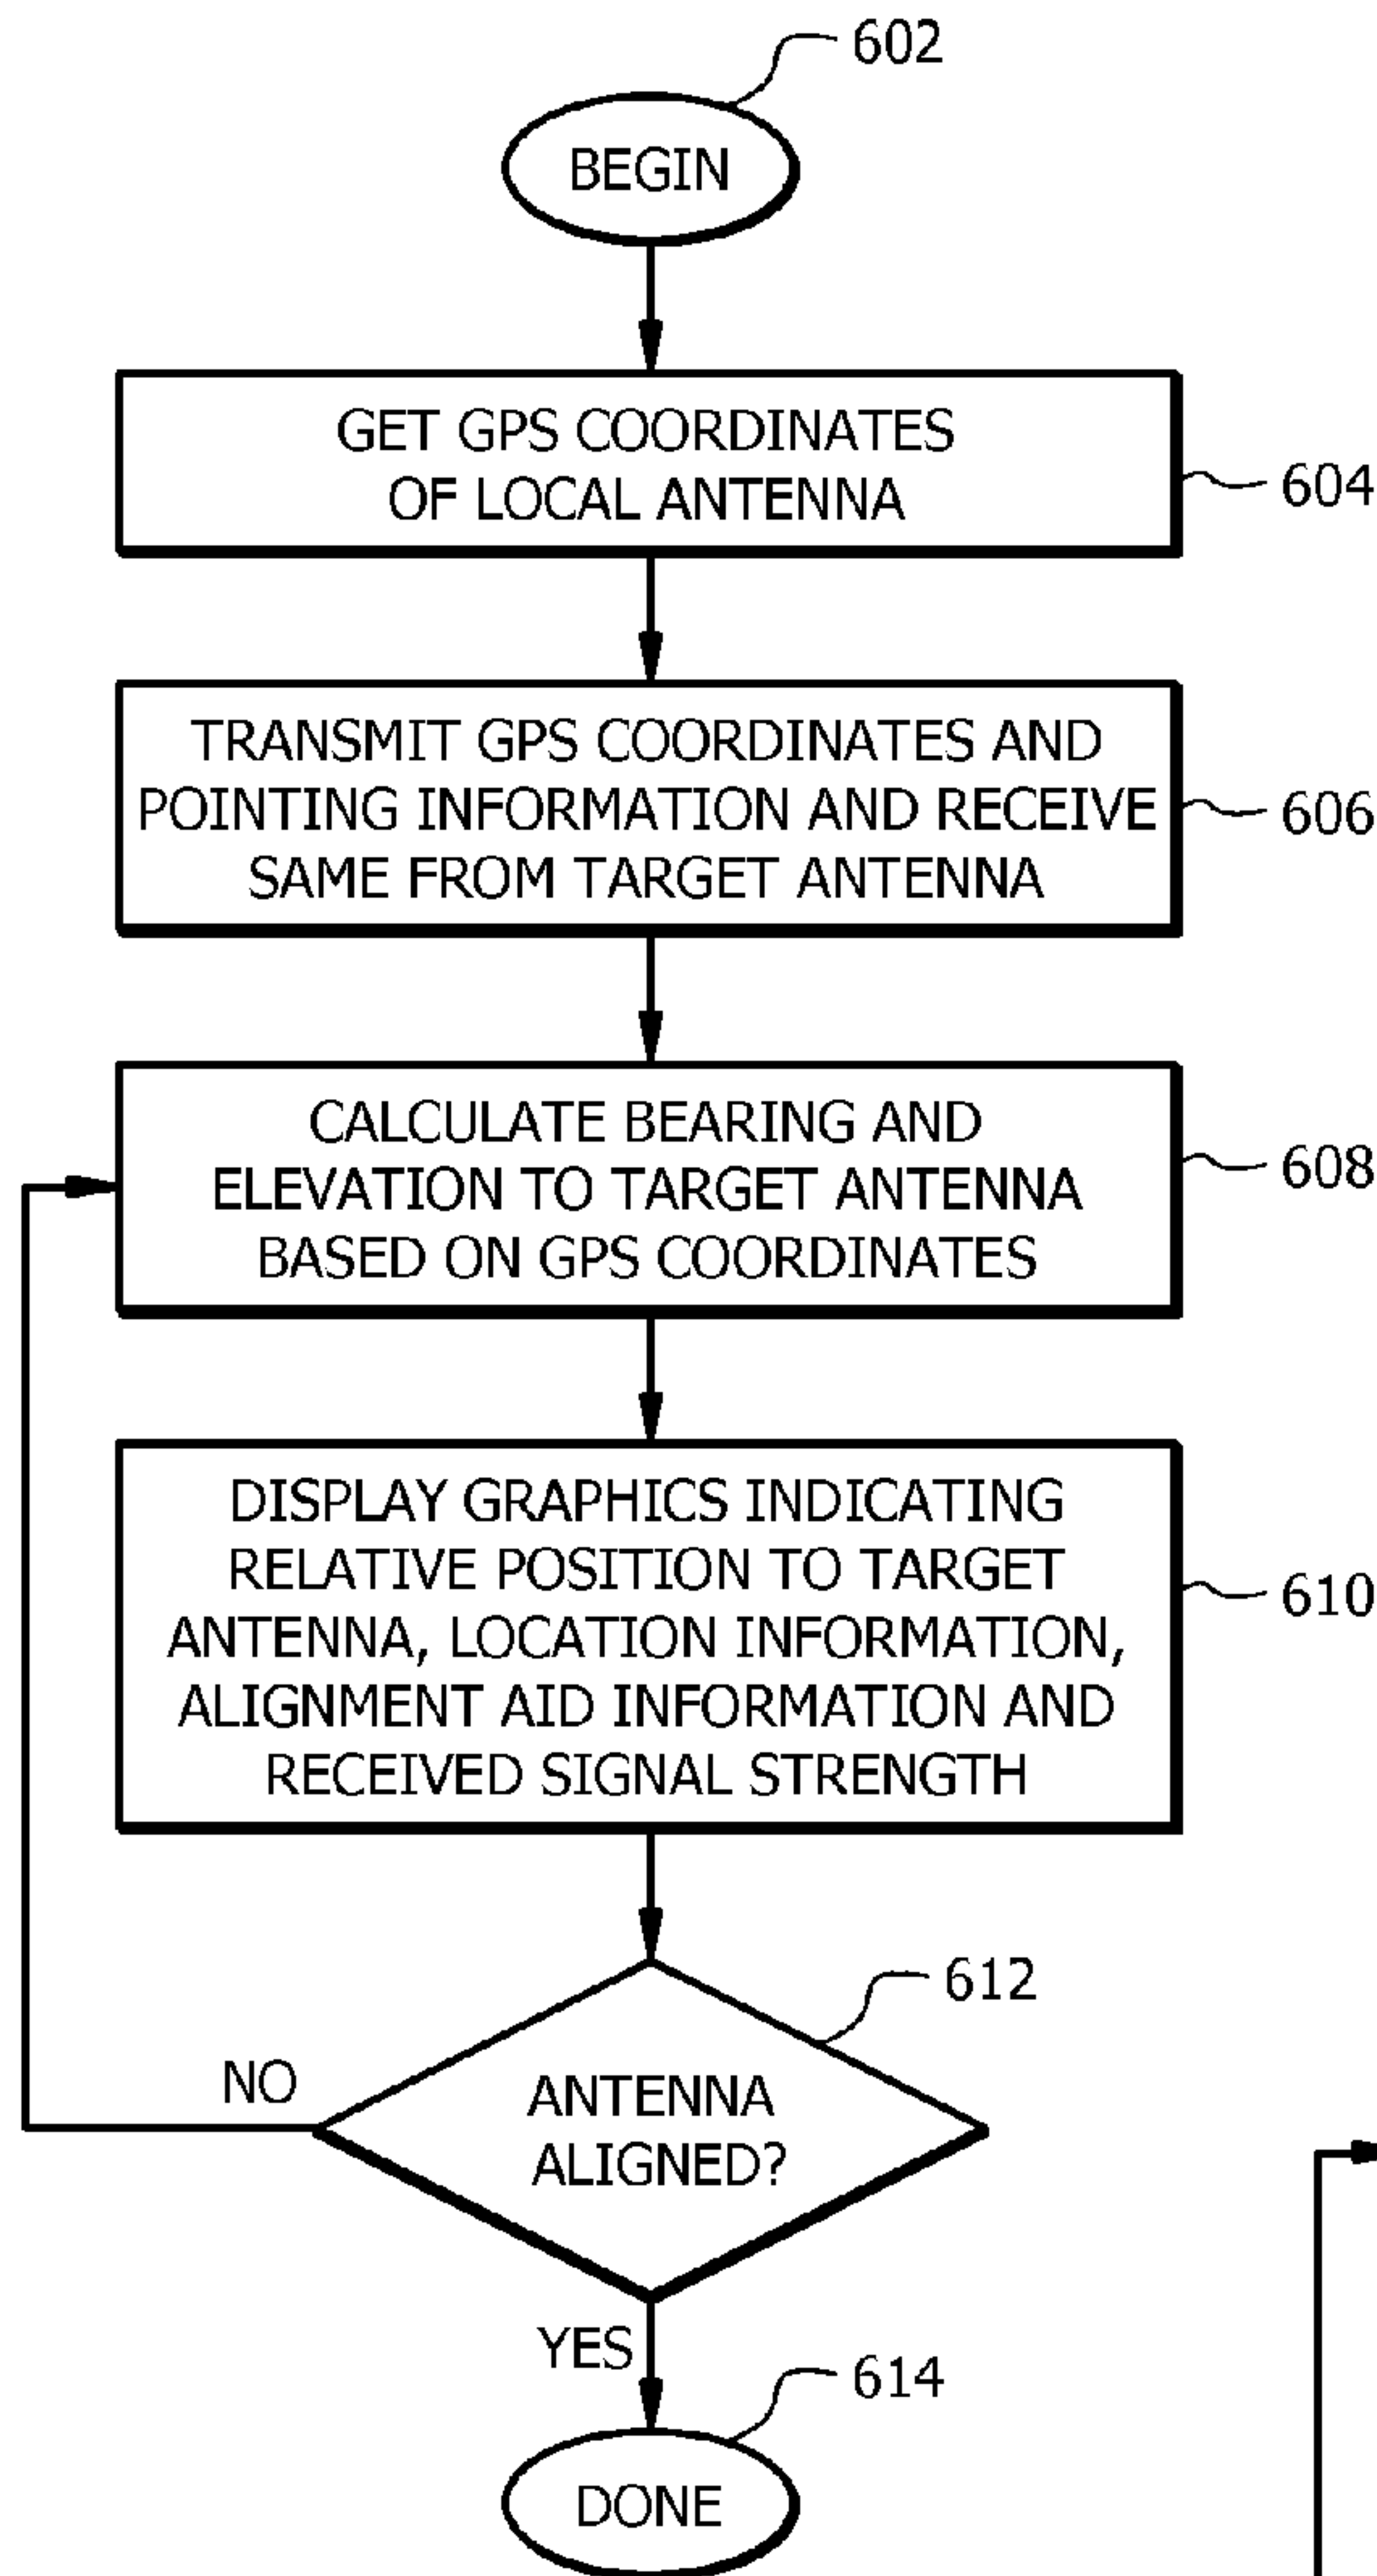 602
BEGIN
GET GPS COORDINATES
OF LOCAL ANTENNA
604
TRANSMIT GPS COORDINATES AND
POINTING INFORMATION AND RECEIVE
SAME FROM TARGET ANTENNA
606
CALCULATE BEARING AND
ELEVATION TO TARGET ANTENNA
BASED ON GPS COORDINATES
608
DISPLAY GRAPHICS INDICATING
RELATIVE POSITION TO TARGET
ANTENNA, LOCATION INFORMATION,
ALIGNMENT AID INFORMATION AND
RECEIVED SIGNAL STRENGTH
610
612
NO
ANTENNA
ALIGNED?
YES
614
DONE